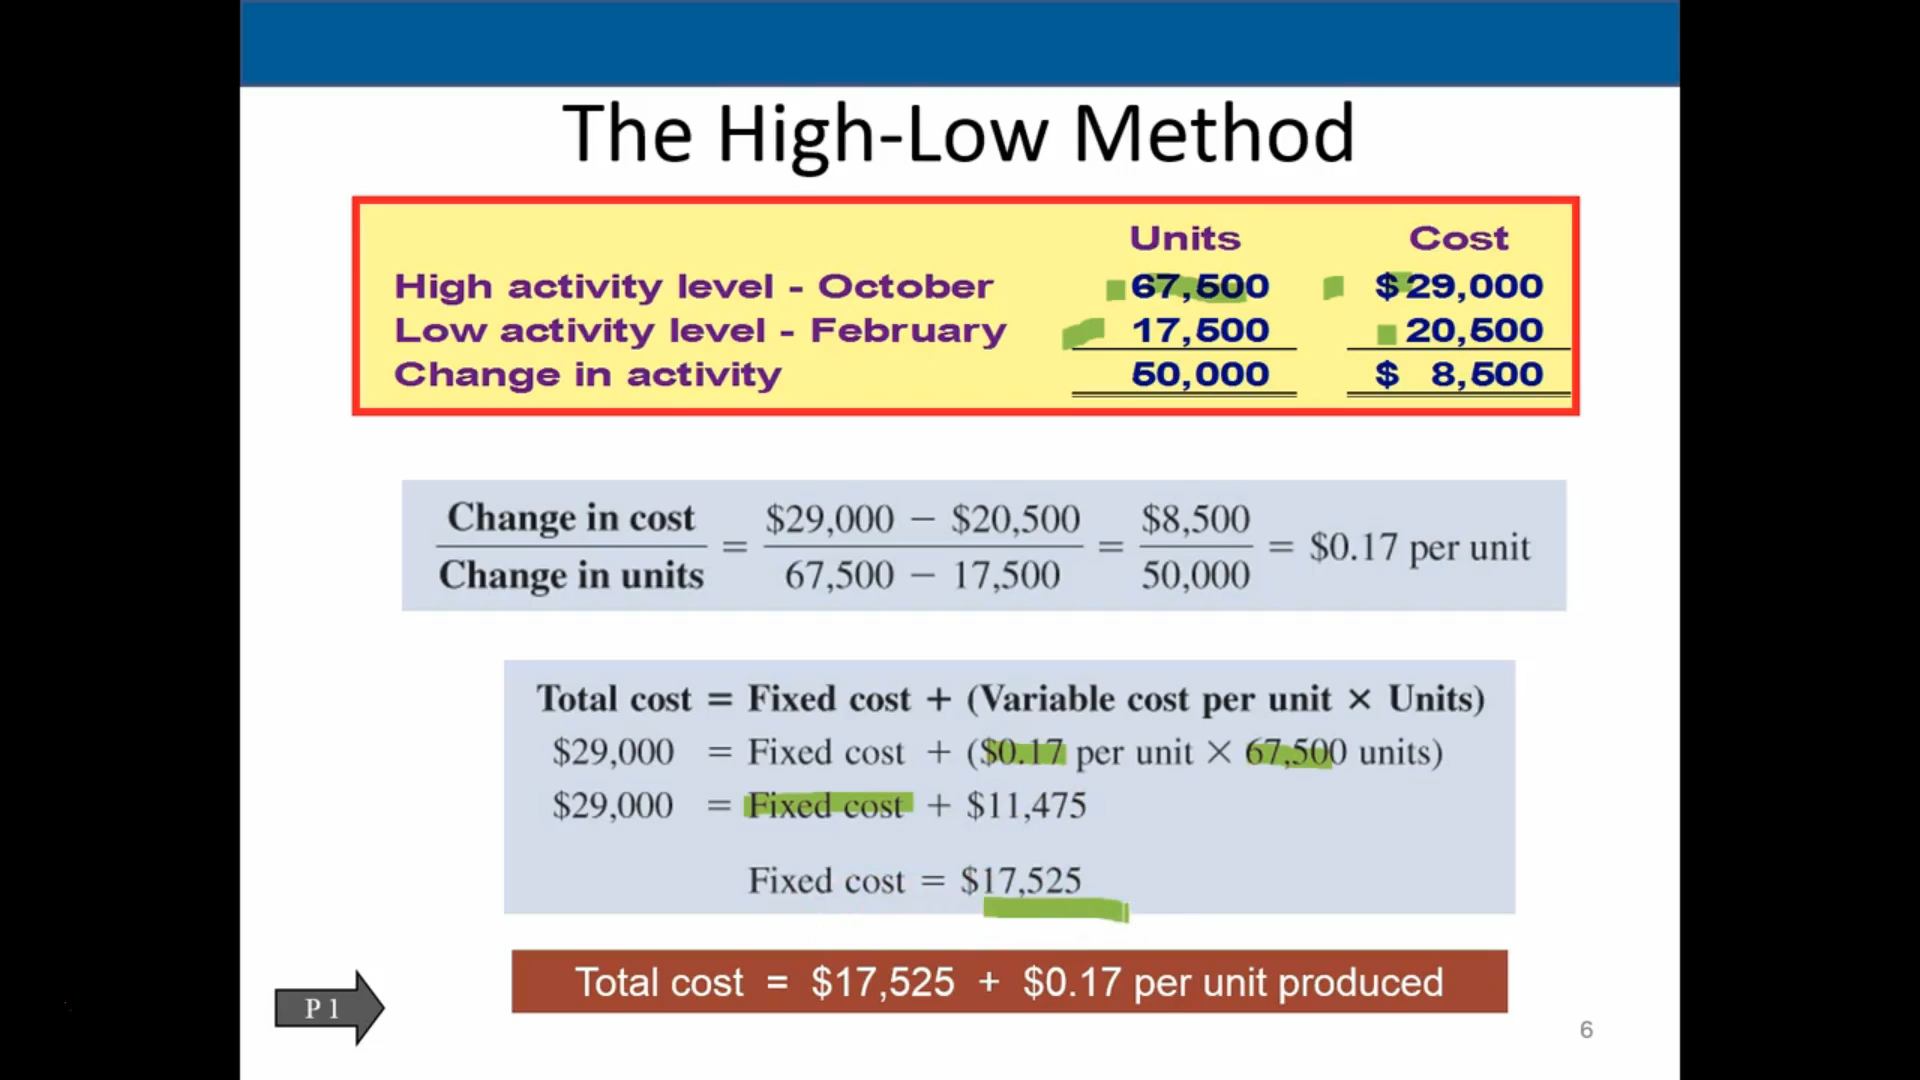 The High-Low Method
Units Cost
High activity level - October 67,500 $ 29,000
Low activity level - February 17,500 20,500
Change in activity 50,000 $ 8,500
Change in cost / Change in units = $29,000 − $20,500 / 67,500 − 17,500 = $8,500 / 50,000 = $0.17 per unit
Total cost = Fixed cost + (Variable cost per unit × Units)
$29,000 = Fixed cost + ($0.17 per unit × 67,500 units)
$29,000 = Fixed cost + $11,475
Fixed cost = $17,525
Total cost = $17,525 + $0.17 per unit produced
P 1
6